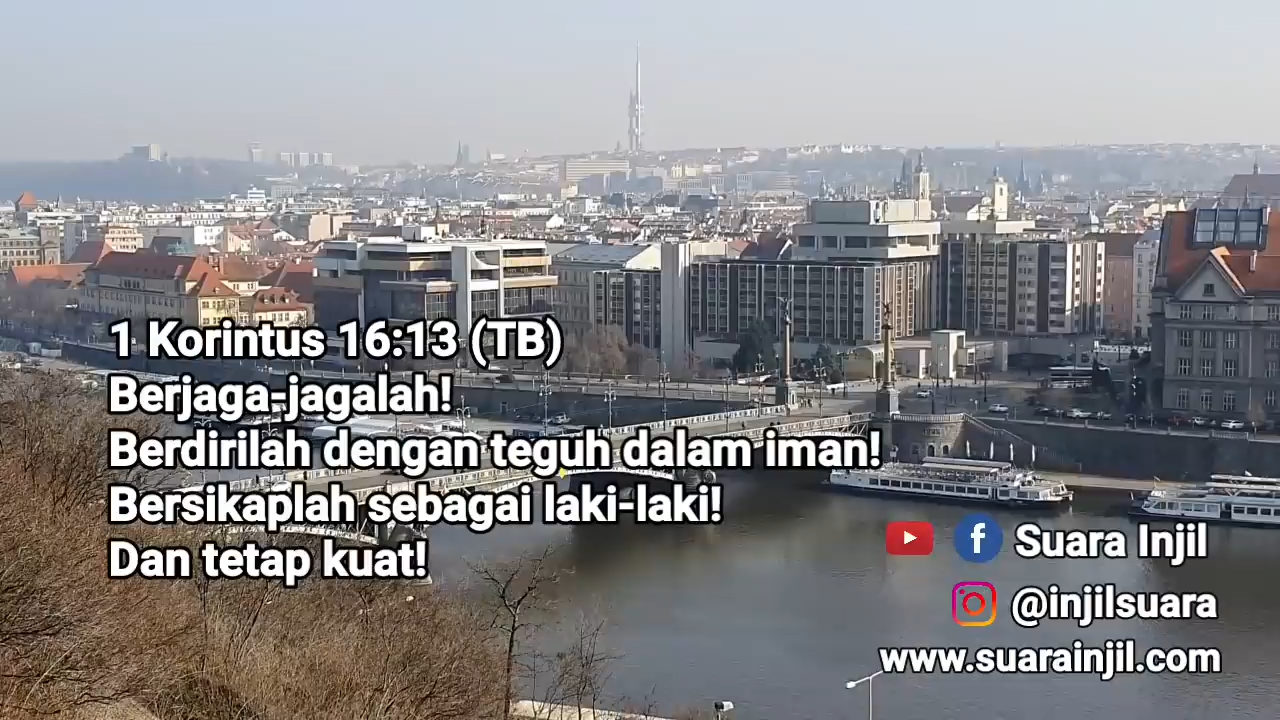 1 Korintus 16:13 (TB)
Berjaga-jagalah!
Berdirilah dengan teguh dalam iman!
Bersikaplah sebagai laki-laki!
Dan tetap kuat!
Suara Injil
@injilsuara
www.suarainjil.com